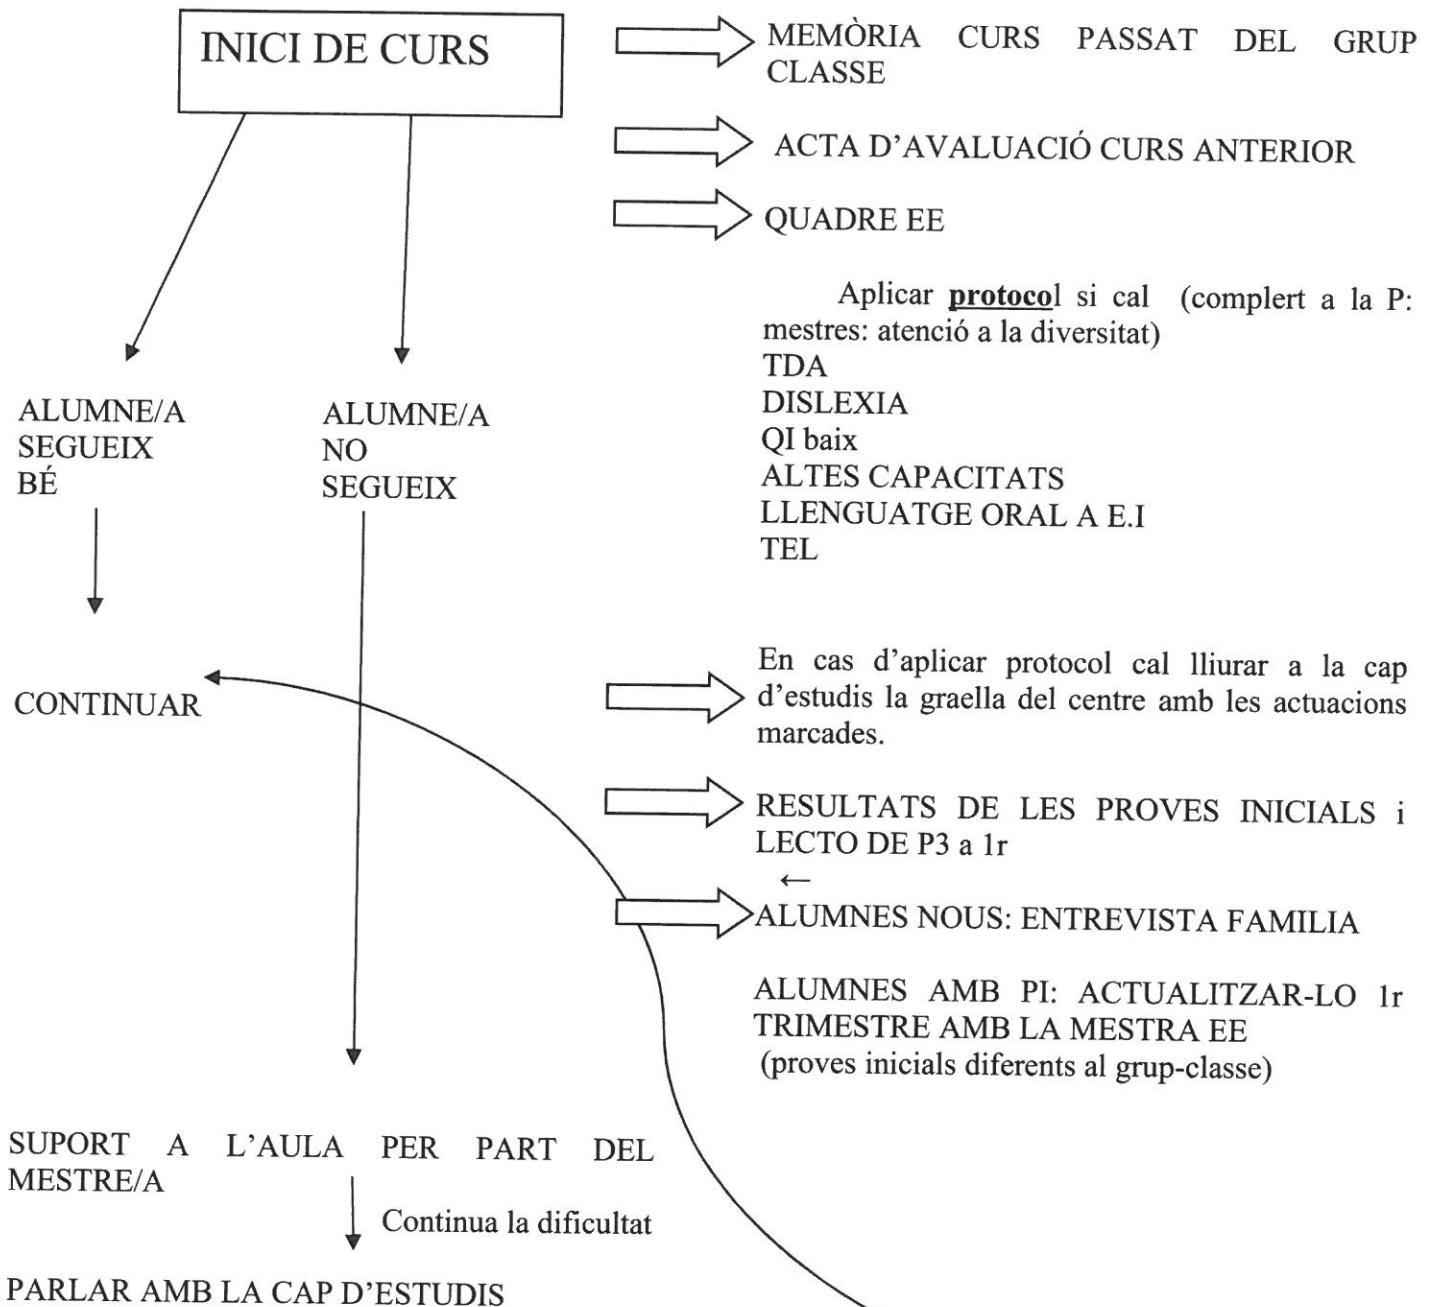 INICI DE CURS
MEMÒRIA CURS PASSAT DEL GRUP
CLASSE
ACTA D'AVALUACIÓ CURS ANTERIOR
QUADRE EE
Aplicar protocol si cal (complert a la P:
mestres: atenció a la diversitat)
TDA
DISLEXIA
QI baix
ALTES CAPACITATS
LLENGUATGE ORAL A E.I
TEL
ALUMNE/A
SEGUEIX
BÉ
ALUMNE/A
NO
SEGUEIX
CONTINUAR
En cas d'aplicar protocol cal lliurar a la cap
d'estudis la graella del centre amb les actuacions
marcades.
RESULTATS DE LES PROVES INICIALS i
LECTO DE P3 a 1r
←
ALUMNES NOUS: ENTREVISTA FAMILIA
ALUMNES AMB PI: ACTUALITZAR-LO 1r
TRIMESTRE AMB LA MESTRA EE
(proves inicials diferents al grup-classe)
SUPORT A L'AULA PER PART DEL
MESTRE/A
Continua la dificultat
PARLAR AMB LA CAP D'ESTUDIS